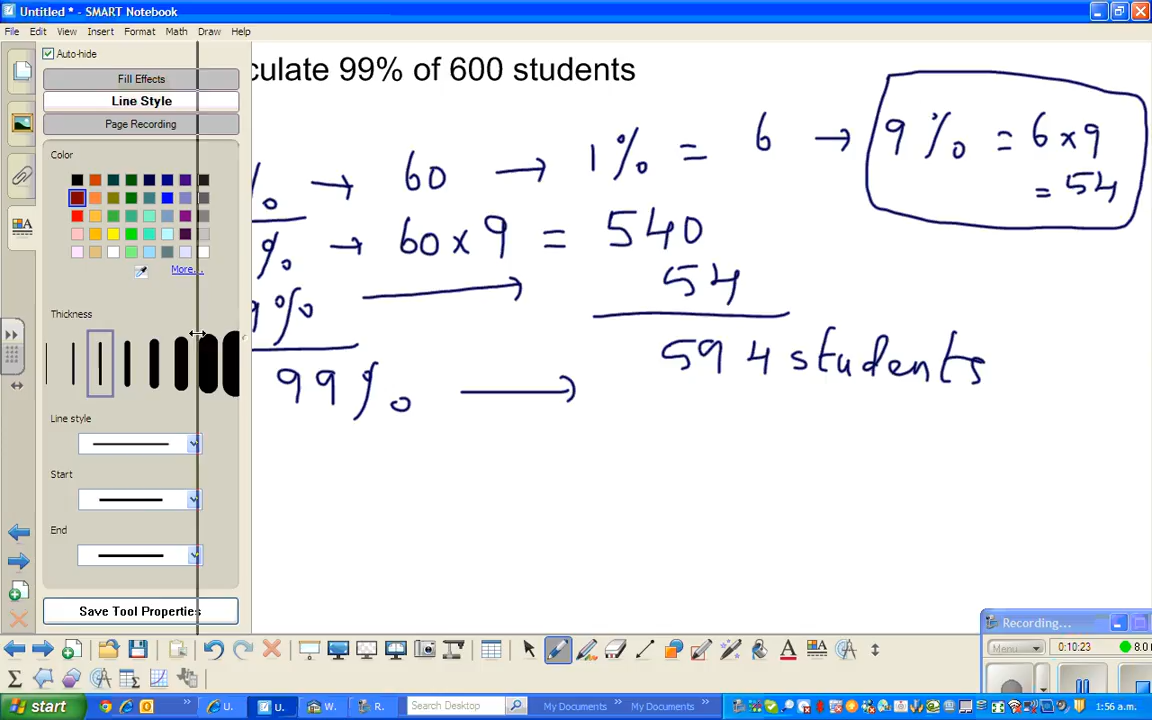 Untitled * - SMART Notebook
File Edit View Insert Format Math Draw Help
Auto-hide
Fill Effects
Line Style
Page Recording
Color
More...
Thickness
Line style
Start
End
Save Tool Properties
culate 99% of 600 students
% → 60 → 1% = 6 → 9% = 6 x 9
= 54
% → 60 x 9 = 540
9% → 54
99% → 594 students
Recording...
Menu 0:10:23 8.0
start U. U. W. R. Search Desktop My Documents » My Documents » 1:56 a.m.